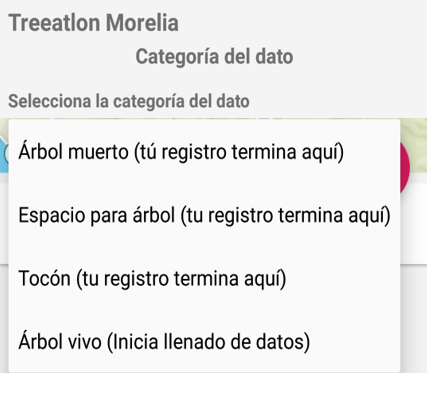 Treeatlon Morelia
Categoría del dato
Selecciona la categoría del dato
Árbol muerto (tú registro termina aquí)
Espacio para árbol (tu registro termina aquí)
Tocón (tu registro termina aquí)
Árbol vivo (Inicia llenado de datos)